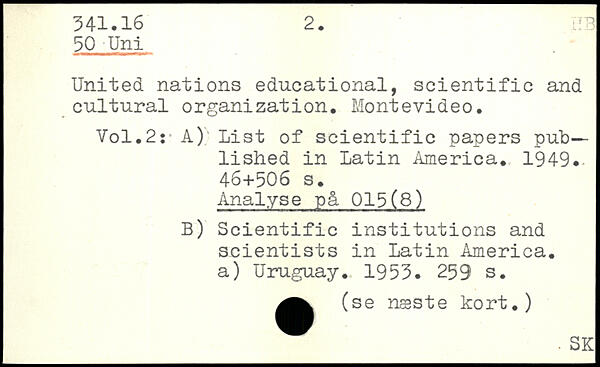 341.16 2. HB
50 Uni
United nations educational, scientific and
cultural organization. Montevideo.
Vol.2: A) List of scientific papers pub-
lished in Latin America. 1949.
46+506 s.
Analyse på 015(8)
B) Scientific institutions and
scientists in Latin America.
a) Uruguay. 1953. 259 s.
(se næste kort.)
SK